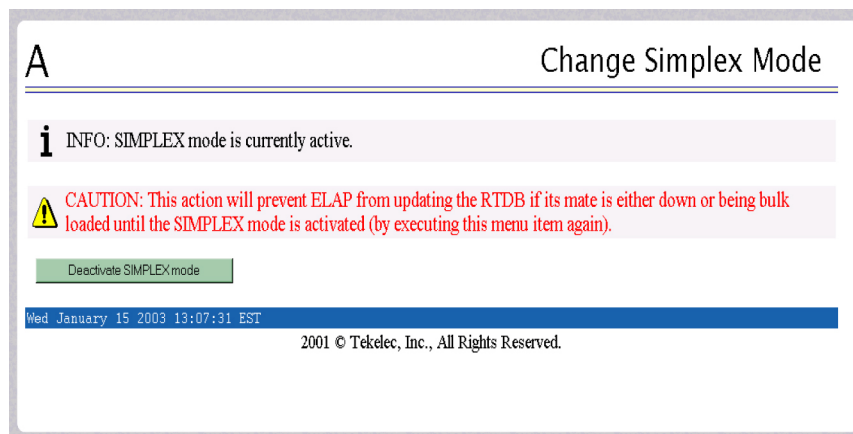 A
Change Simplex Mode
i INFO: SIMPLEX mode is currently active.
CAUTION: This action will prevent ELAP from updating the RTDB if its mate is either down or being bulk
loaded until the SIMPLEX mode is activated (by executing this menu item again).
Deactivate SIMPLEX mode
Wed January 15 2003 13:07:31 EST
2001 © Tekelec, Inc., All Rights Reserved.